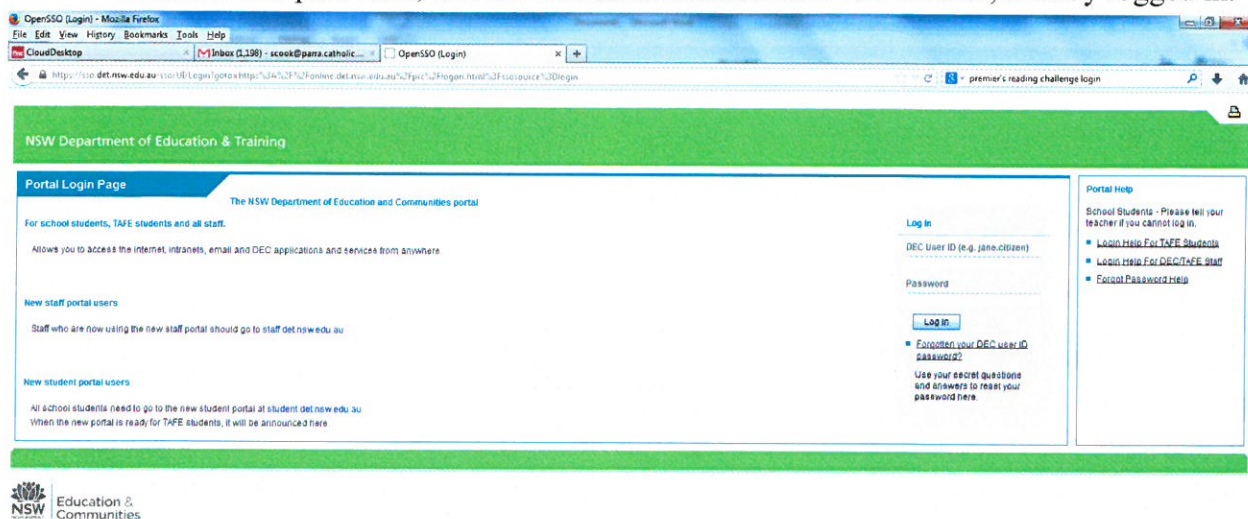 OpenSSO (Login) - Mozilla Firefox
File Edit View History Bookmarks Tools Help
CloudDesktop × M Inbox (1,198) - scook@parra.catholic... × OpenSSO (Login) × +
premier's reading challenge login
NSW Department of Education & Training
Portal Login Page
The NSW Department of Education and Communities portal
For school students, TAFE students and all staff.
Allows you to access the internet, intranets, email and DEC applications and services from anywhere
New staff portal users
Staff who are now using the new staff portal should go to staff.det.nsw.edu.au
New student portal users
All school students need to go to the new student portal at student.det.nsw.edu.au
When the new portal is ready for TAFE students, it will be announced here
Log in
DEC User ID (e.g. jane.citizen)
Password
Log in
Forgotten your DEC user ID
password?
Use your secret questions
and answers to reset your
password here.
Portal Help
School Students - Please tell your
teacher if you cannot log in.
Login Help For TAFE Students
Login Help For DEC/TAFE Staff
Forgot Password Help
NSW
Education &
Communities